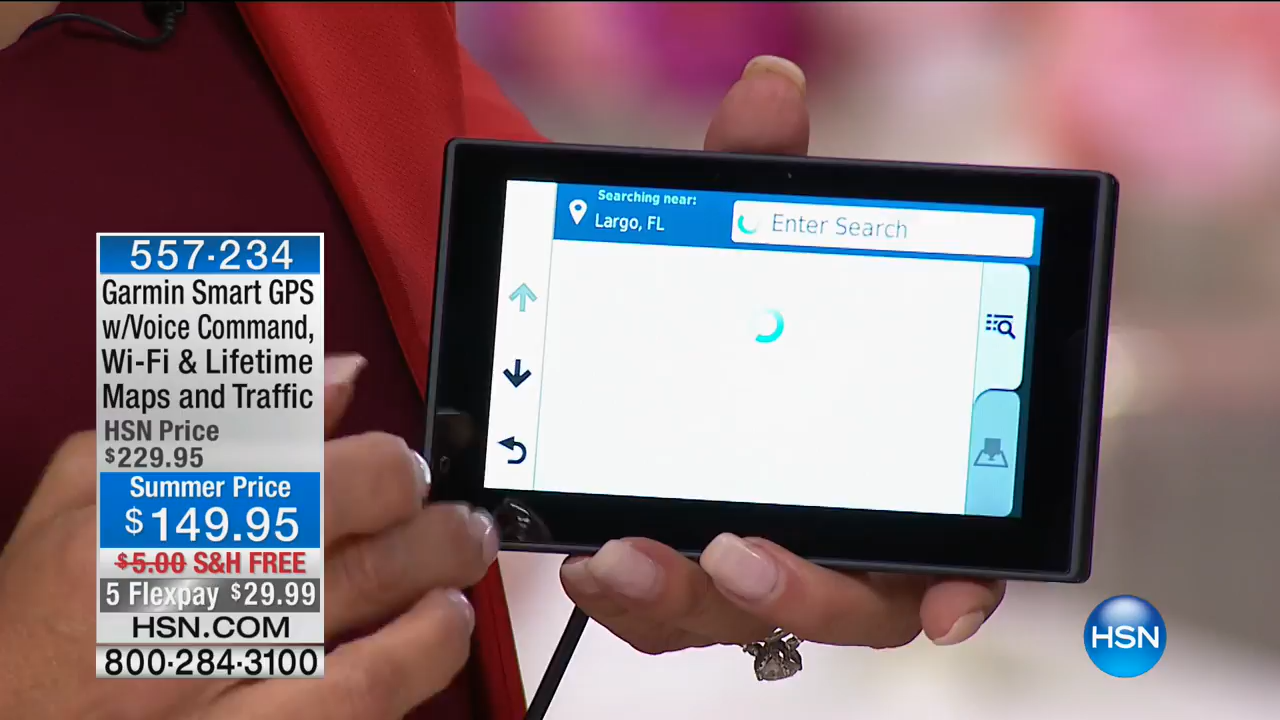 557-234
Garmin Smart GPS
w/Voice Command,
Wi-Fi & Lifetime
Maps and Traffic
HSN Price
$229.95
Summer Price
$149.95
$5.00 S&H FREE
5 Flexpay $29.99
HSN.COM
800-284-3100
Searching near:
Largo, FL
Enter Search
HSN